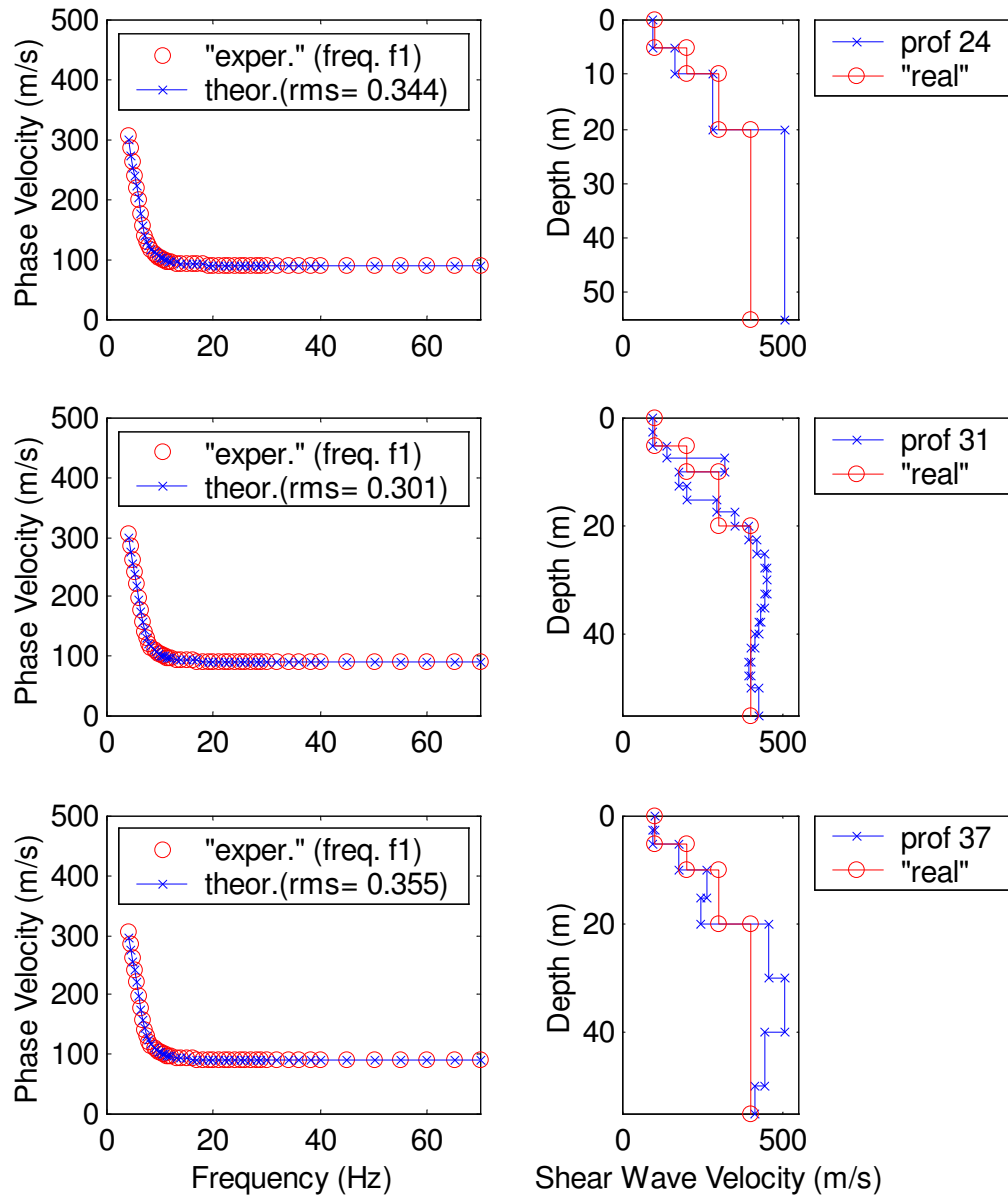 500
400
300
200
100
0
Phase Velocity (m/s)
"exper." (freq. f1)
theor.(rms= 0.344)
0
20
40
60
0
10
20
30
40
50
Depth (m)
0
500
prof 24
"real"
500
400
300
200
100
0
Phase Velocity (m/s)
"exper." (freq. f1)
theor.(rms= 0.301)
0
20
40
60
0
20
40
Depth (m)
0
500
prof 31
"real"
500
400
300
200
100
0
Phase Velocity (m/s)
"exper." (freq. f1)
theor.(rms= 0.355)
0
20
40
60
Frequency (Hz)
0
20
40
Depth (m)
0
500
Shear Wave Velocity (m/s)
prof 37
"real"